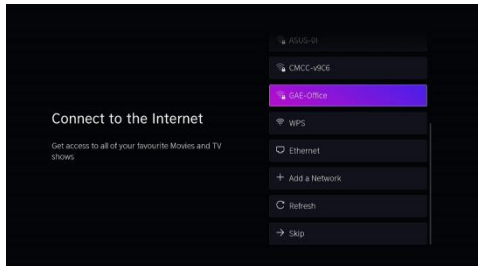 ASUS-01
CMCC-v9C6
GAE-Office
Connect to the Internet
WPS
Get access to all of your favourite Movies and TV
shows
Ethernet
Add a Network
Refresh
Skip